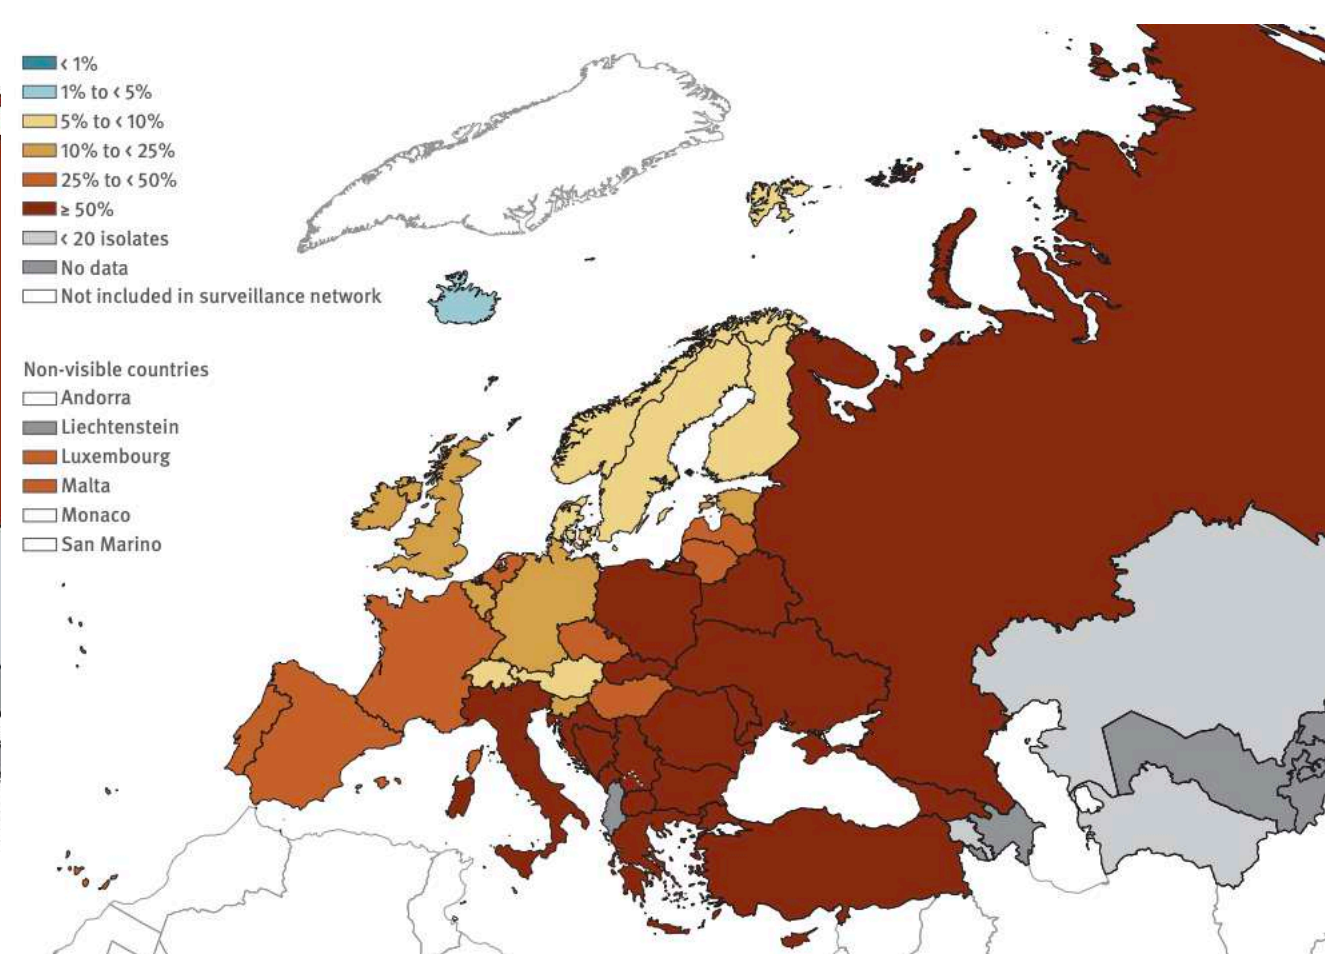 < 1%
1% to < 5%
5% to < 10%
10% to < 25%
25% to < 50%
≥ 50%
< 20 isolates
No data
Not included in surveillance network
Non-visible countries
Andorra
Liechtenstein
Luxembourg
Malta
Monaco
San Marino